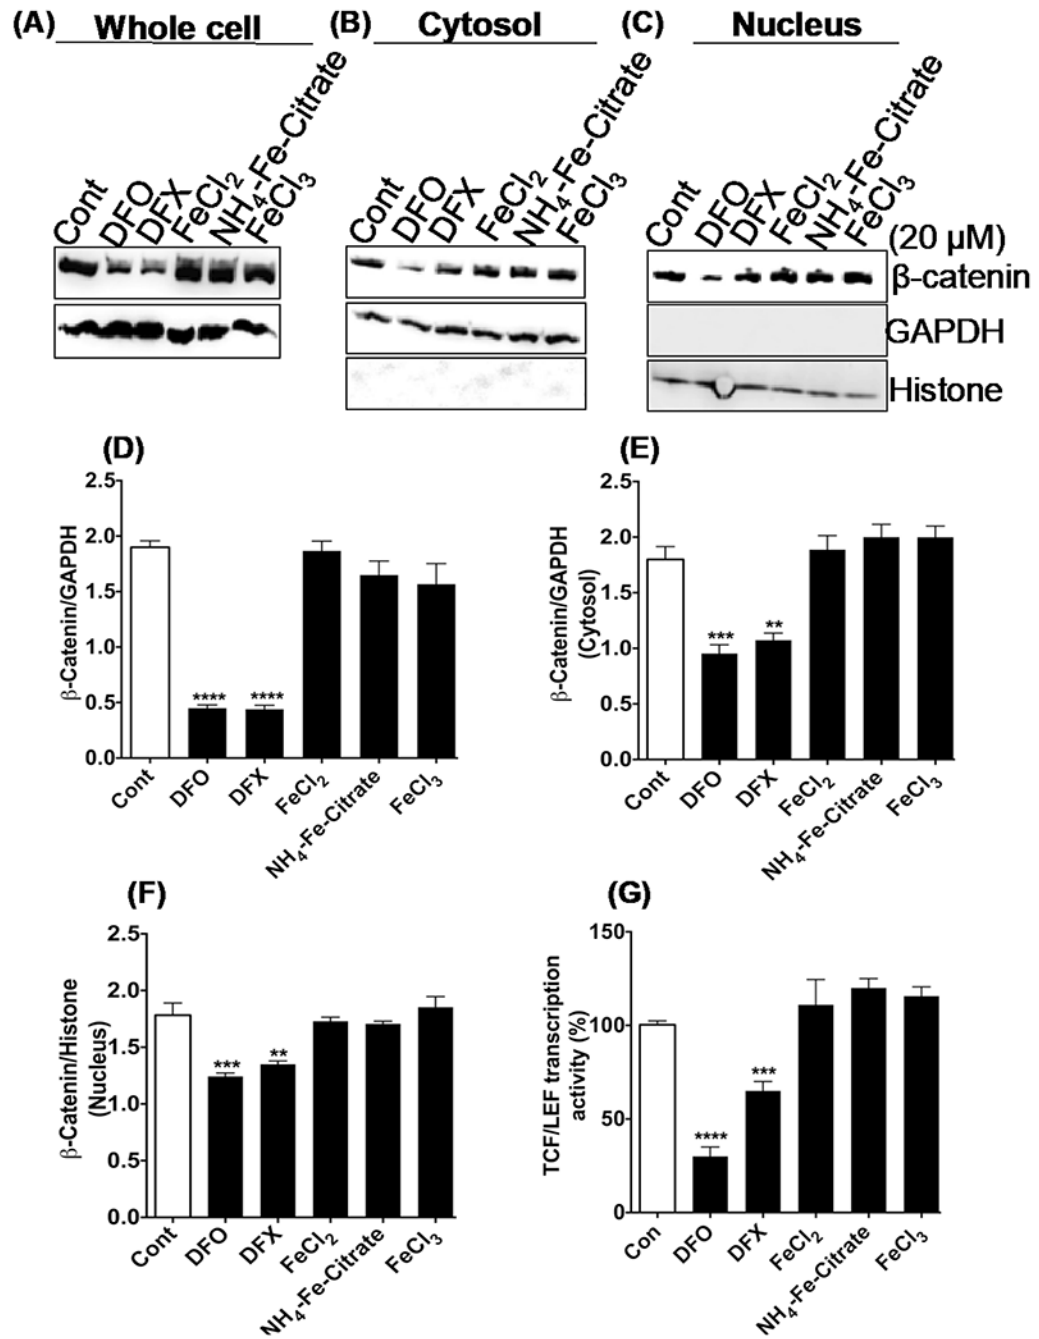 (A) Whole cell
(B) Cytosol
(C) Nucleus
Cont
DFO
DFX
FeCl2
NH4-Fe-Citrate
FeCl3
Cont
DFO
DFX
FeCl2
NH4-Fe-Citrate
FeCl3
Cont
DFO
DFX
FeCl2
NH4-Fe-Citrate
FeCl3
(20 µM)
β-catenin
GAPDH
Histone
(D)
β-Catenin/GAPDH
2.5
2.0
1.5
1.0
0.5
0.0
****
****
Cont
DFO
DFX
FeCl2
NH4-Fe-Citrate
FeCl3
(E)
β-Catenin/GAPDH
(Cytosol)
2.5
2.0
1.5
1.0
0.5
0.0
***
**
Cont
DFO
DFX
FeCl2
NH4-Fe-Citrate
FeCl3
(F)
β-Catenin/Histone
(Nucleus)
2.5
2.0
1.5
1.0
0.5
0.0
***
**
Cont
DFO
DFX
FeCl2
NH4-Fe-Citrate
FeCl3
(G)
TCF/LEF transcription
activity (%)
150
100
50
0
****
***
Con
DFO
DFX
FeCl2
NH4-Fe-Citrate
FeCl3